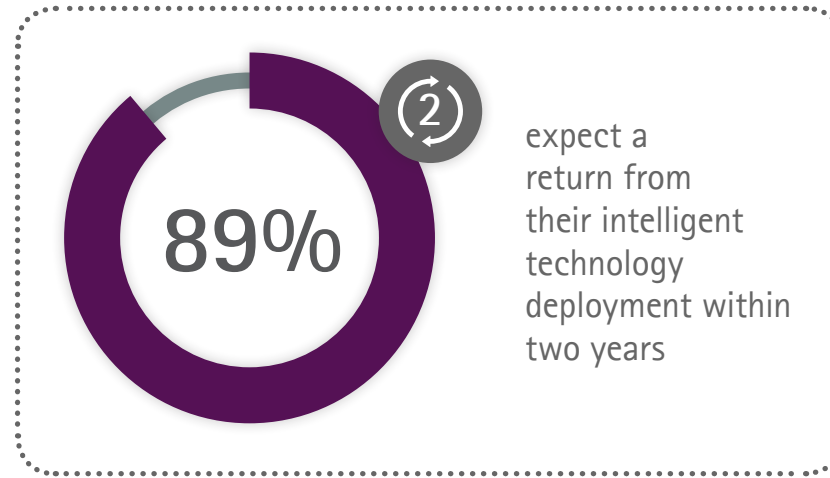 2
89%
expect a
return from
their intelligent
technology
deployment within
two years